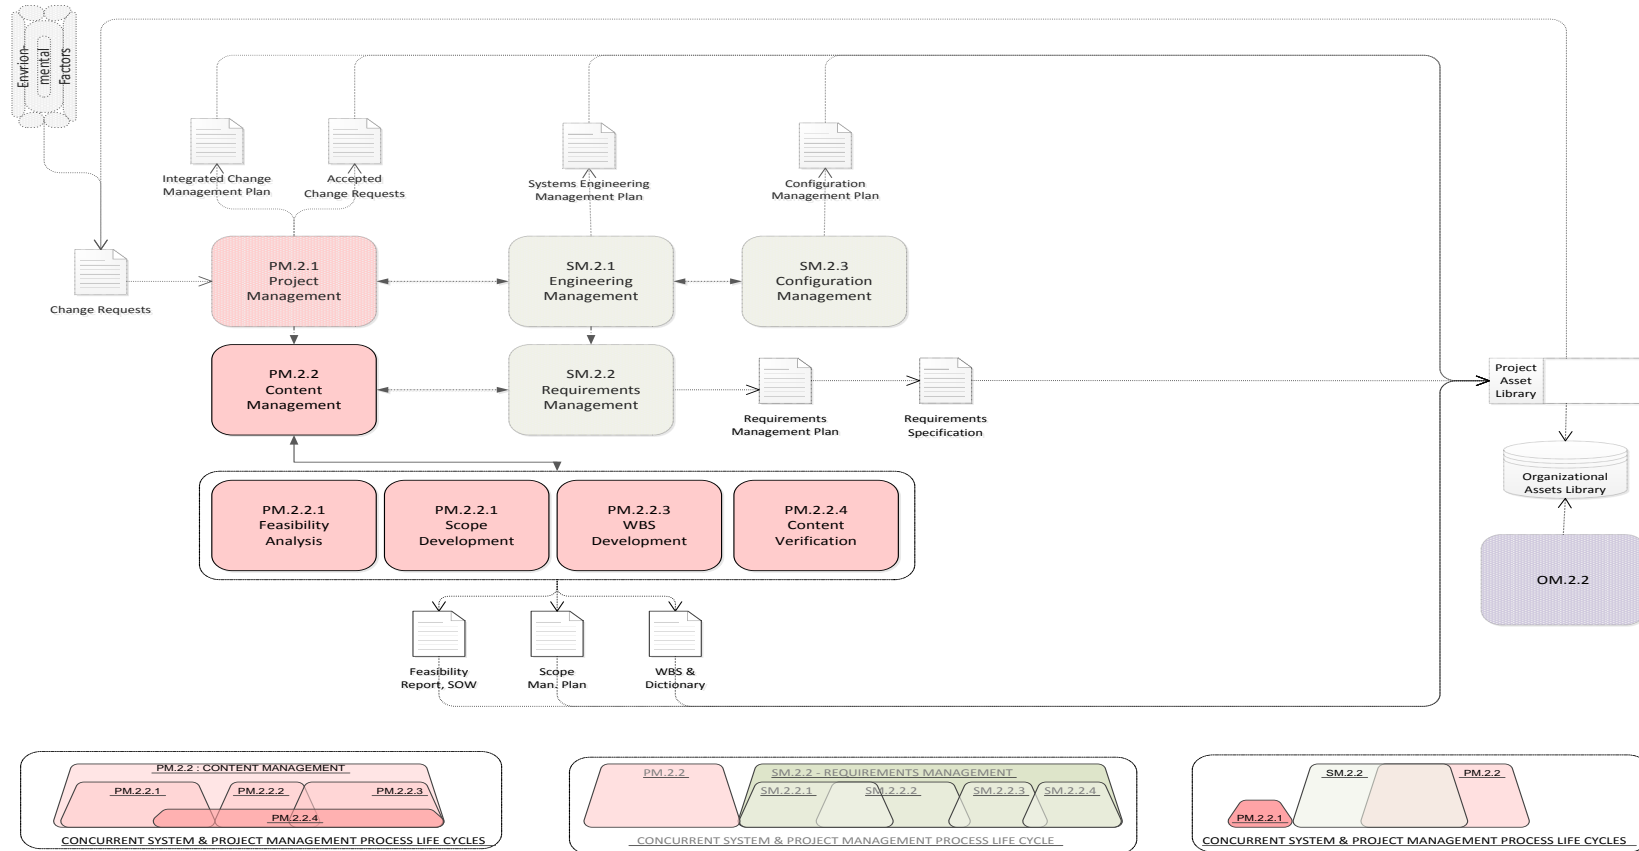 Envrion-
mental
Factors
Integrated Change
Management Plan
Accepted
Change Requests
Systems Engineering
Management Plan
Configuration
Management Plan
Change Requests
PM.2.1
Project
Management
SM.2.1
Engineering
Management
SM.2.3
Configuration
Management
PM.2.2
Content
Management
SM.2.2
Requirements
Management
Requirements
Management Plan
Requirements
Specification
Project
Asset
Library
Organizational
Assets Library
OM.2.2
PM.2.2.1
Feasibility
Analysis
PM.2.2.1
Scope
Development
PM.2.2.3
WBS
Development
PM.2.2.4
Content
Verification
Feasibility
Report, SOW
Scope
Man. Plan
WBS &
Dictionary
PM.2.2 : CONTENT MANAGEMENT
PM.2.2.1
PM.2.2.2
PM.2.2.3
PM.2.2.4
CONCURRENT SYSTEM & PROJECT MANAGEMENT PROCESS LIFE CYCLES
PM.2.2
SM.2.2 - REQUIREMENTS MANAGEMENT
SM.2.2.1
SM.2.2.2
SM.2.2.3
SM.2.2.4
CONCURRENT SYSTEM & PROJECT MANAGEMENT PROCESS LIFE CYCLE
SM.2.2
PM.2.2
PM.2.2.1
CONCURRENT SYSTEM & PROJECT MANAGEMENT PROCESS LIFE CYCLES